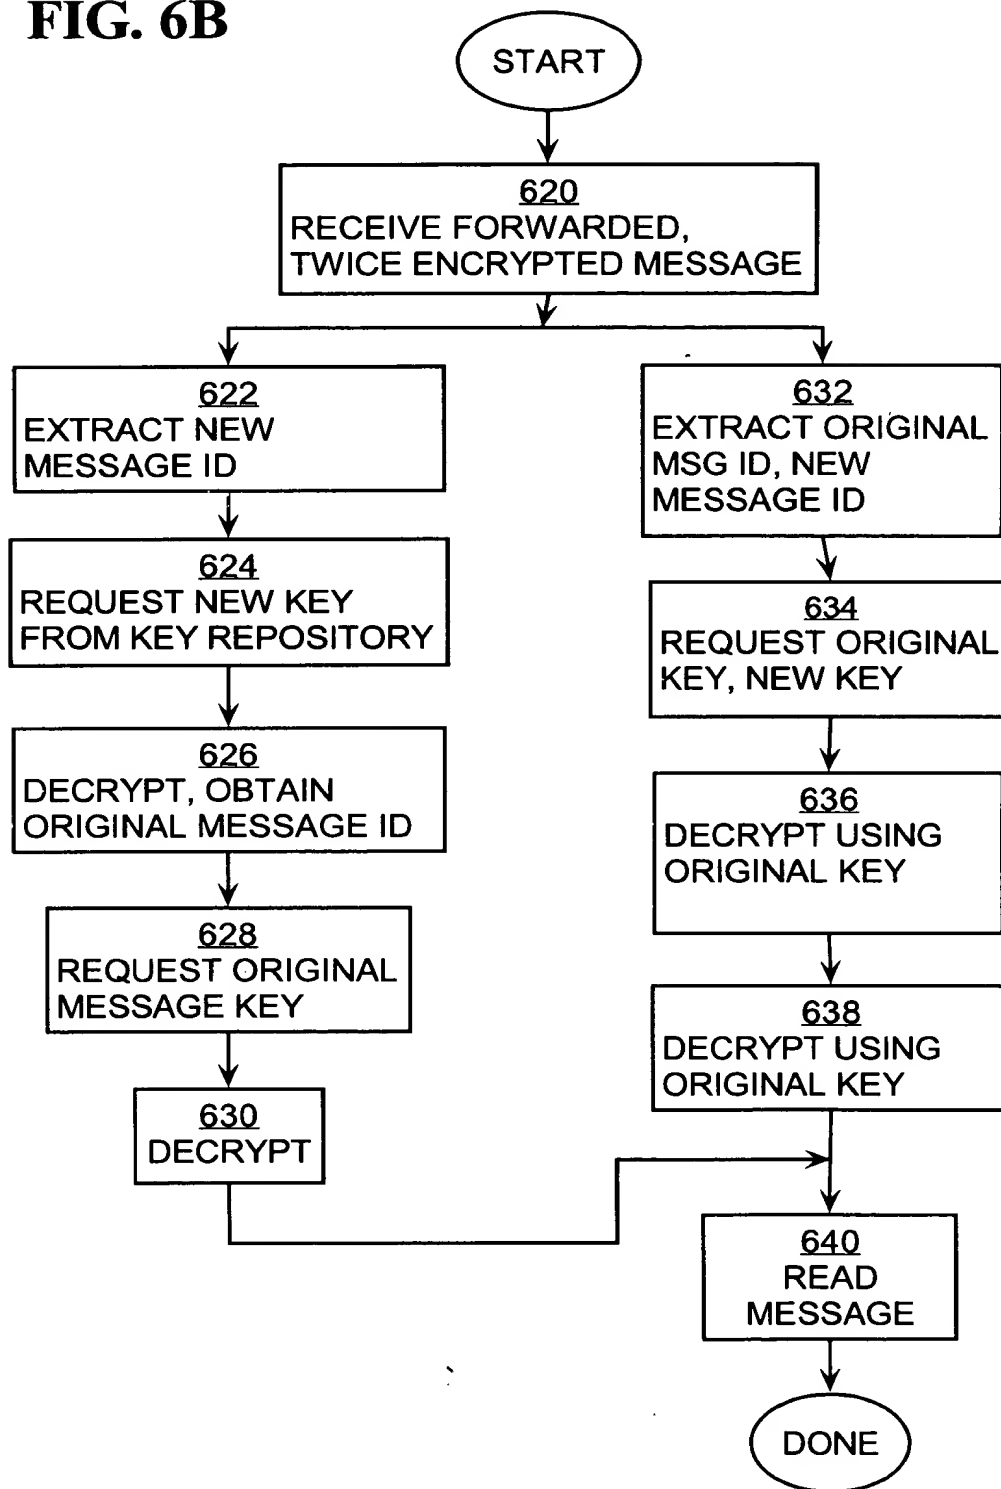 FIG. 6B
START
620
RECEIVE FORWARDED,
TWICE ENCRYPTED MESSAGE
622
EXTRACT NEW
MESSAGE ID
624
REQUEST NEW KEY
FROM KEY REPOSITORY
626
DECRYPT, OBTAIN
ORIGINAL MESSAGE ID
628
REQUEST ORIGINAL
MESSAGE KEY
630
DECRYPT
632
EXTRACT ORIGINAL
MSG ID, NEW
MESSAGE ID
634
REQUEST ORIGINAL
KEY, NEW KEY
636
DECRYPT USING
ORIGINAL KEY
638
DECRYPT USING
ORIGINAL KEY
640
READ
MESSAGE
DONE